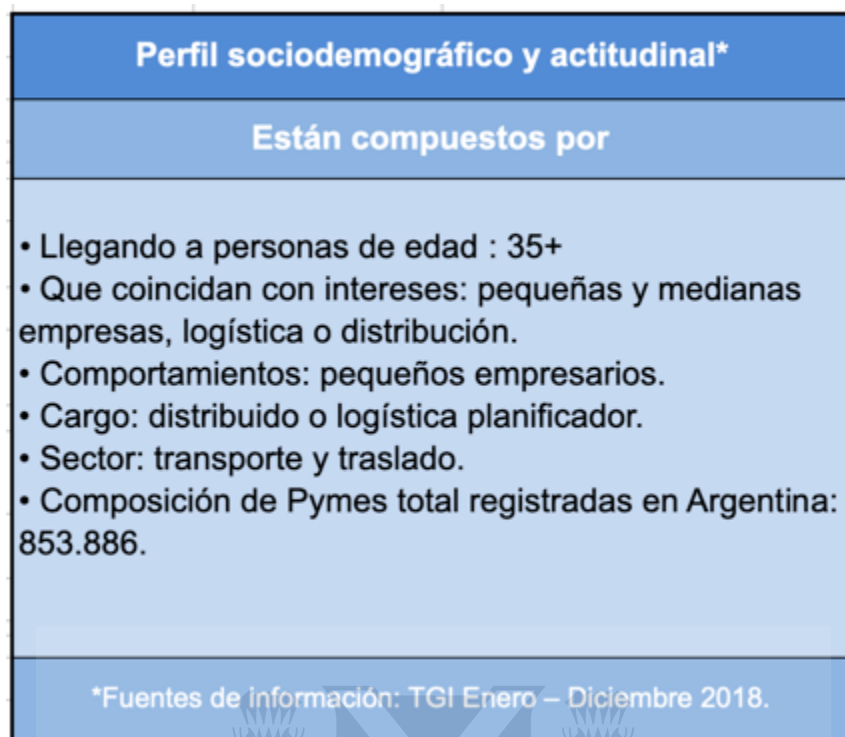 Perfil sociodemográfico y actitudinal*
Están compuestos por
• Llegando a personas de edad : 35+
• Que coincidan con intereses: pequeñas y medianas
empresas, logística o distribución.
• Comportamientos: pequeños empresarios.
• Cargo: distribuido o logística planificador.
• Sector: transporte y traslado.
• Composición de Pymes total registradas en Argentina:
853.886.
*Fuentes de información: TGI Enero – Diciembre 2018.